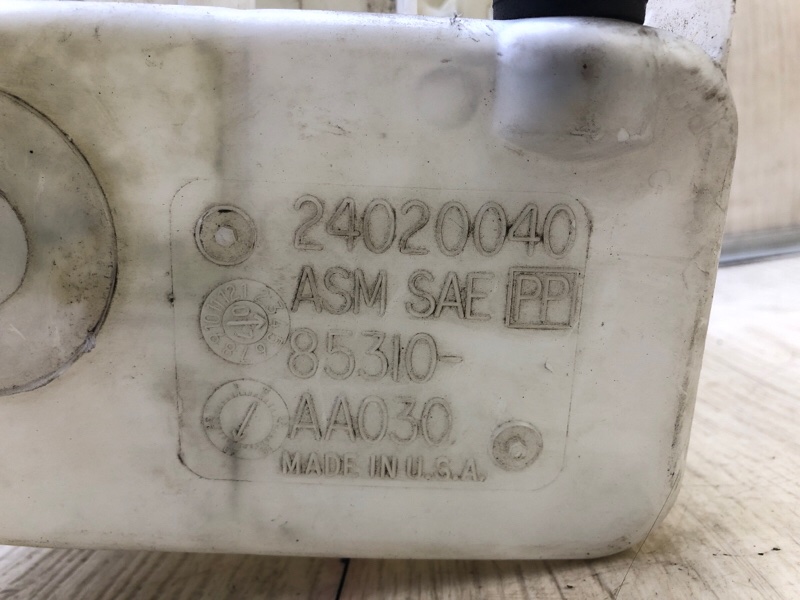 24020040
ASM SAE PP
85310-
AA030
MADE IN U.S.A.